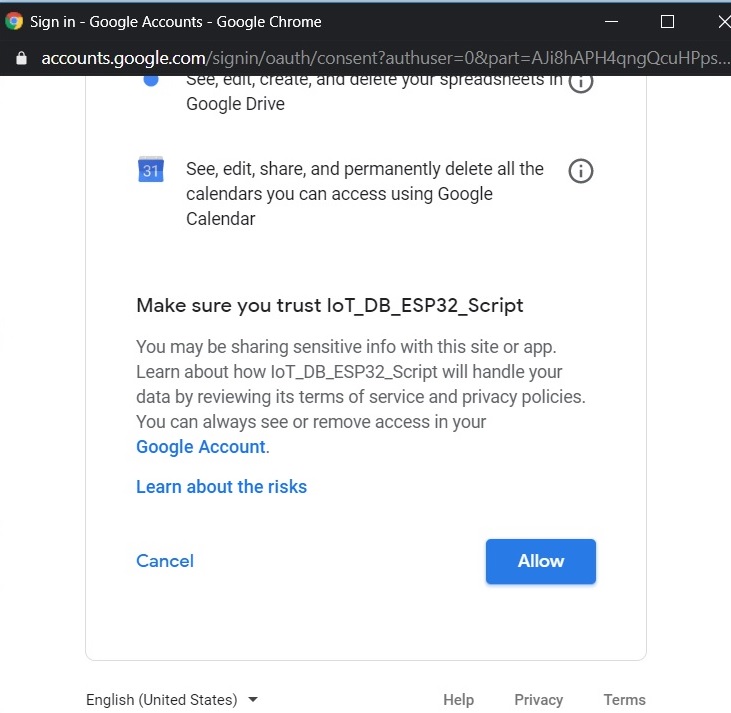 Sign in - Google Accounts - Google Chrome
accounts.google.com/signin/oauth/consent?authuser=0&part=AJi8hAPH4qngQcuHPps...
See, edit, create, and delete your spreadsheets in
Google Drive
31
See, edit, share, and permanently delete all the
calendars you can access using Google
Calendar
Make sure you trust IoT_DB_ESP32_Script
You may be sharing sensitive info with this site or app.
Learn about how IoT_DB_ESP32_Script will handle your
data by reviewing its terms of service and privacy policies.
You can always see or remove access in your
Google Account.
Learn about the risks
Cancel
Allow
English (United States)
Help
Privacy
Terms